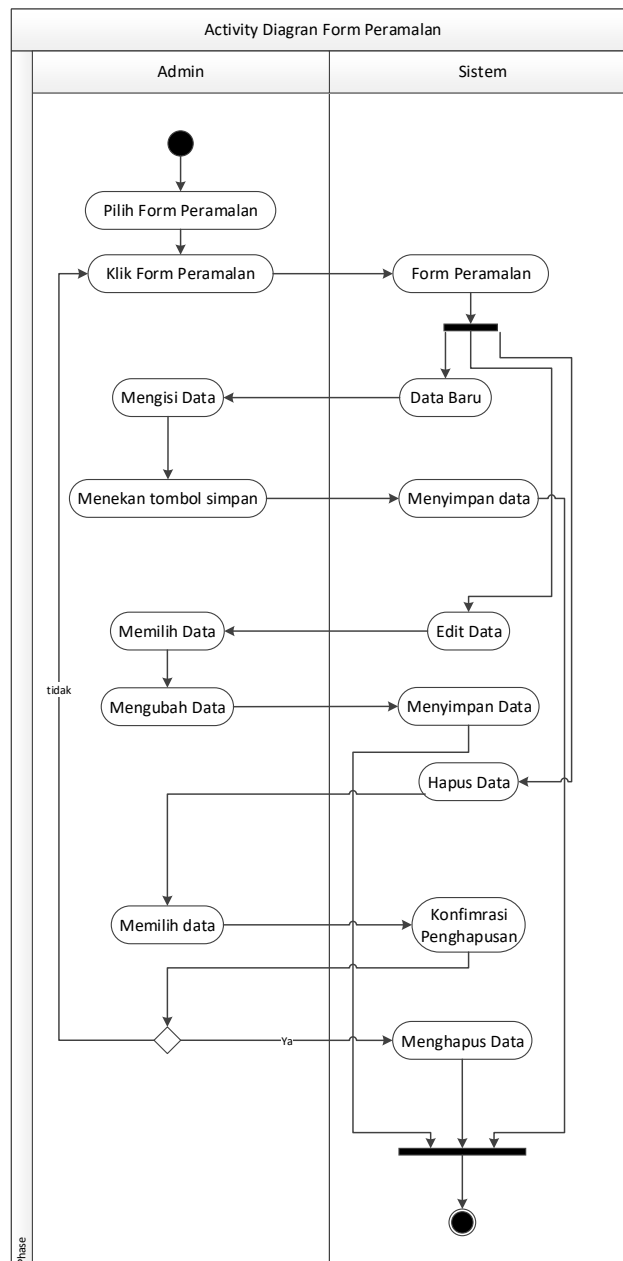 Activity Diagran Form Peramalan
Admin
Sistem
Pilih Form Peramalan
Klik Form Peramalan
Form Peramalan
Mengisi Data
Data Baru
Menekan tombol simpan
Menyimpan data
Memilih Data
Edit Data
tidak
Mengubah Data
Menyimpan Data
Hapus Data
Memilih data
Konfimrasi
Penghapusan
Ya
Menghapus Data
Phase